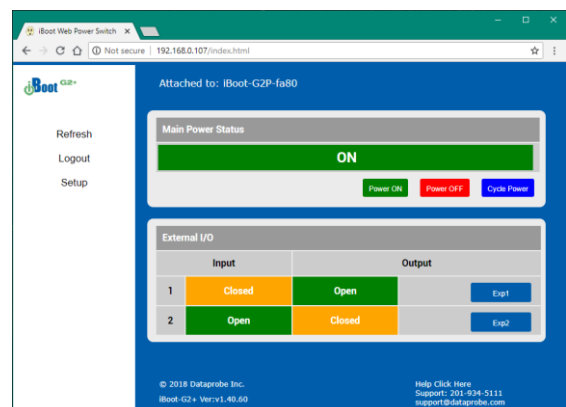 iBoot Web Power Switch
Not secure | 192.168.0.107/index.html
iBoot G2+
Attached to: iBoot-G2P-fa80
Refresh
Logout
Setup
Main Power Status
ON
Power ON Power OFF Cycle Power
External I/O
Input Output
1 Closed Open Exp1
2 Open Closed Exp2
© 2018 Dataprobe Inc.
iBoot-G2+ Ver:v1.40.60
Help Click Here
Support: 201-934-5111
support@dataprobe.com